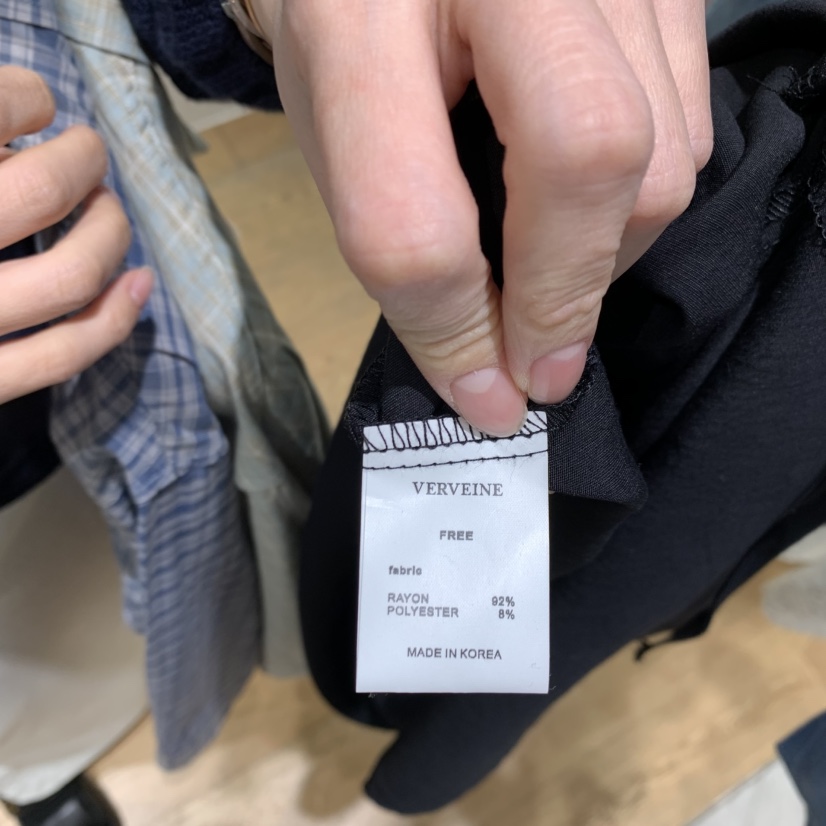 VERVEINE
FREE
fabric
RAYON 92%
POLYESTER 8%
MADE IN KOREA